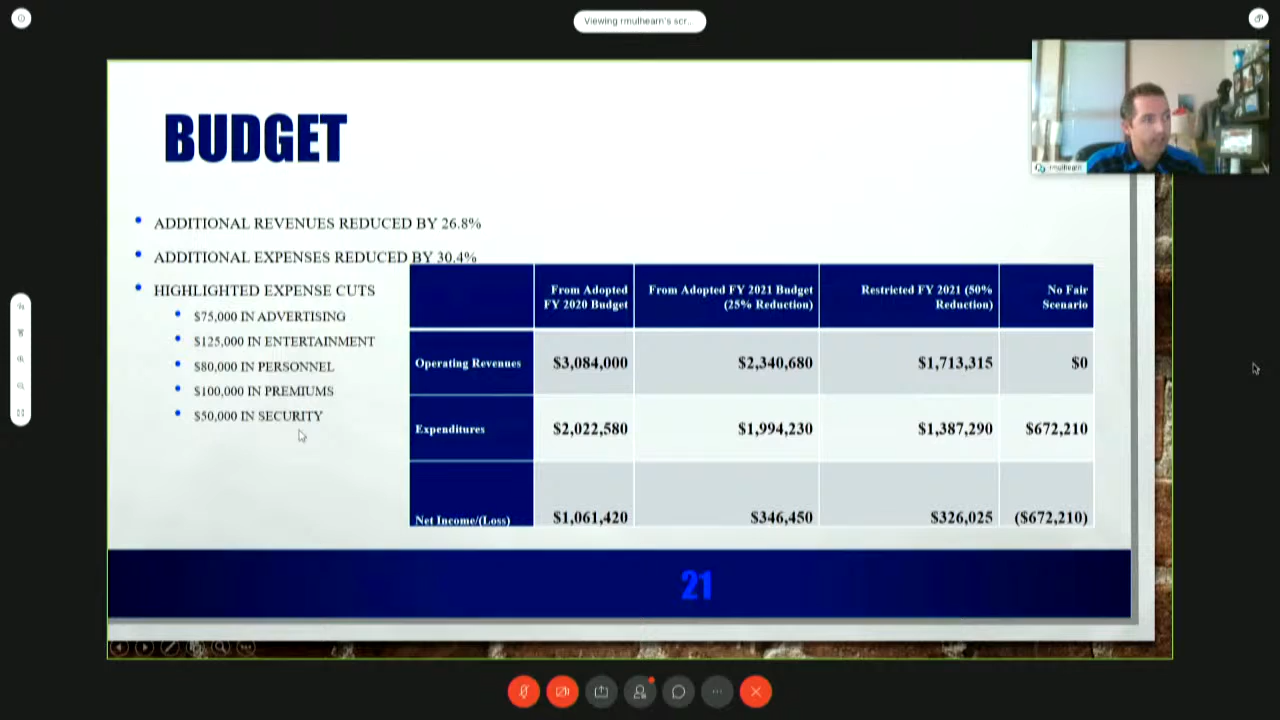 Viewing rmulhearn's scr...
rmulhearn
BUDGET
• ADDITIONAL REVENUES REDUCED BY 26.8%
• ADDITIONAL EXPENSES REDUCED BY 30.4%
• HIGHLIGHTED EXPENSE CUTS
• $75,000 IN ADVERTISING
• $125,000 IN ENTERTAINMENT
• $80,000 IN PERSONNEL
• $100,000 IN PREMIUMS
• $50,000 IN SECURITY
From Adopted FY 2020 Budget From Adopted FY 2021 Budget (25% Reduction) Restricted FY 2021 (50% Reduction) No Fair Scenario
Operating Revenues $3,084,000 $2,340,680 $1,713,315 $0
Expenditures $2,022,580 $1,994,230 $1,387,290 $672,210
Net Income/(Loss) $1,061,420 $346,450 $326,025 ($672,210)
21